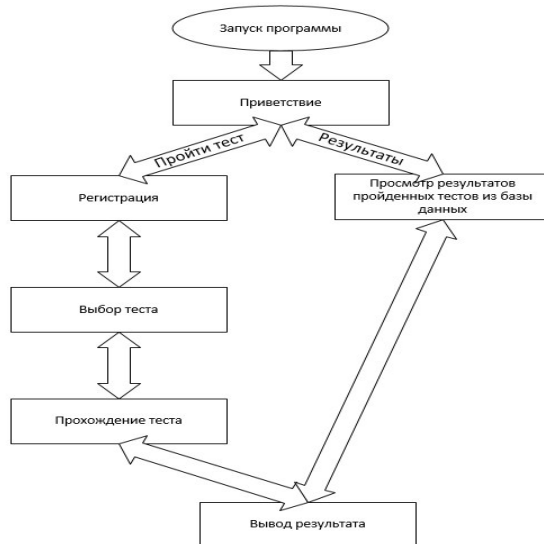 Запуск программы
Приветствие
Пройти тест
Результаты
Регистрация
Просмотр результатов
пройденных тестов из базы
данных
Выбор теста
Прохождение теста
Вывод результата